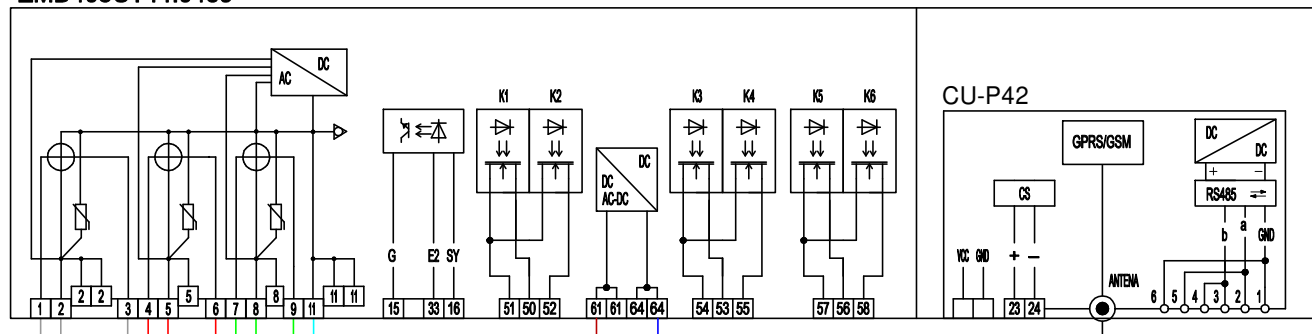 DC
AC
K1 K2 K3 K4 K5 K6
CU-P42
GPRS/GSM
DC
DC
DC
DC
AC-DC
+ −
CS
RS485
G E2 SY
b a GND
VCC GND + −
ANTENA
6 5 4 3 2 1
2 2 5 8 11 11
1 2 3 4 5 6 7 8 9 11 15 33 16 51 50 52 61 61 64 64 54 53 55 57 56 58 23 24